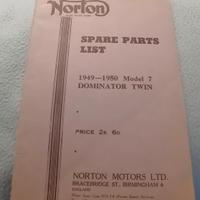 Norton
SPARE PARTS
LIST
1949—1950 Model 7
DOMINATOR TWIN
PRICE 2s 6D
NORTON MOTORS LTD.
BRACEBRIDGE ST., BIRMINGHAM 6
ENGLAND